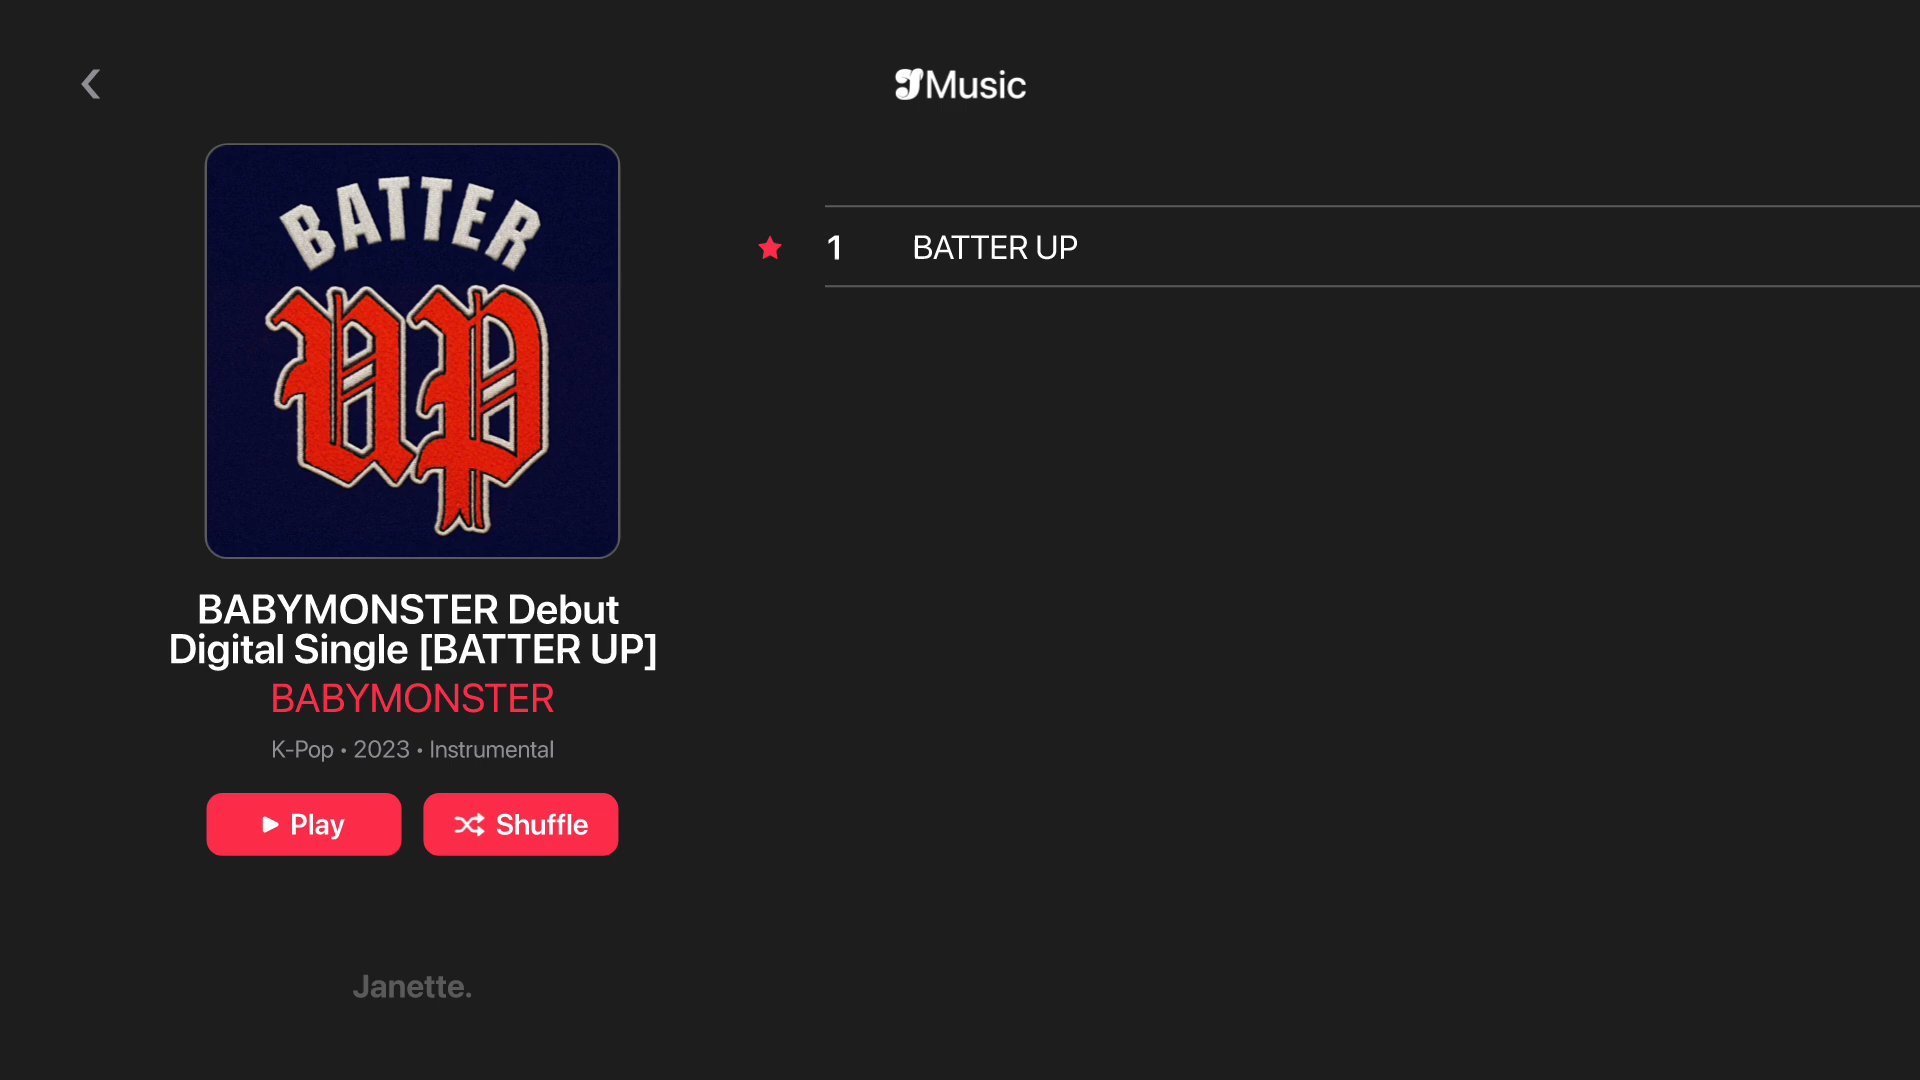 Music
BATTER
UP
BABYMONSTER Debut
Digital Single [BATTER UP]
BABYMONSTER
K-Pop • 2023 • Instrumental
Play
Shuffle
Janette.
1 BATTER UP